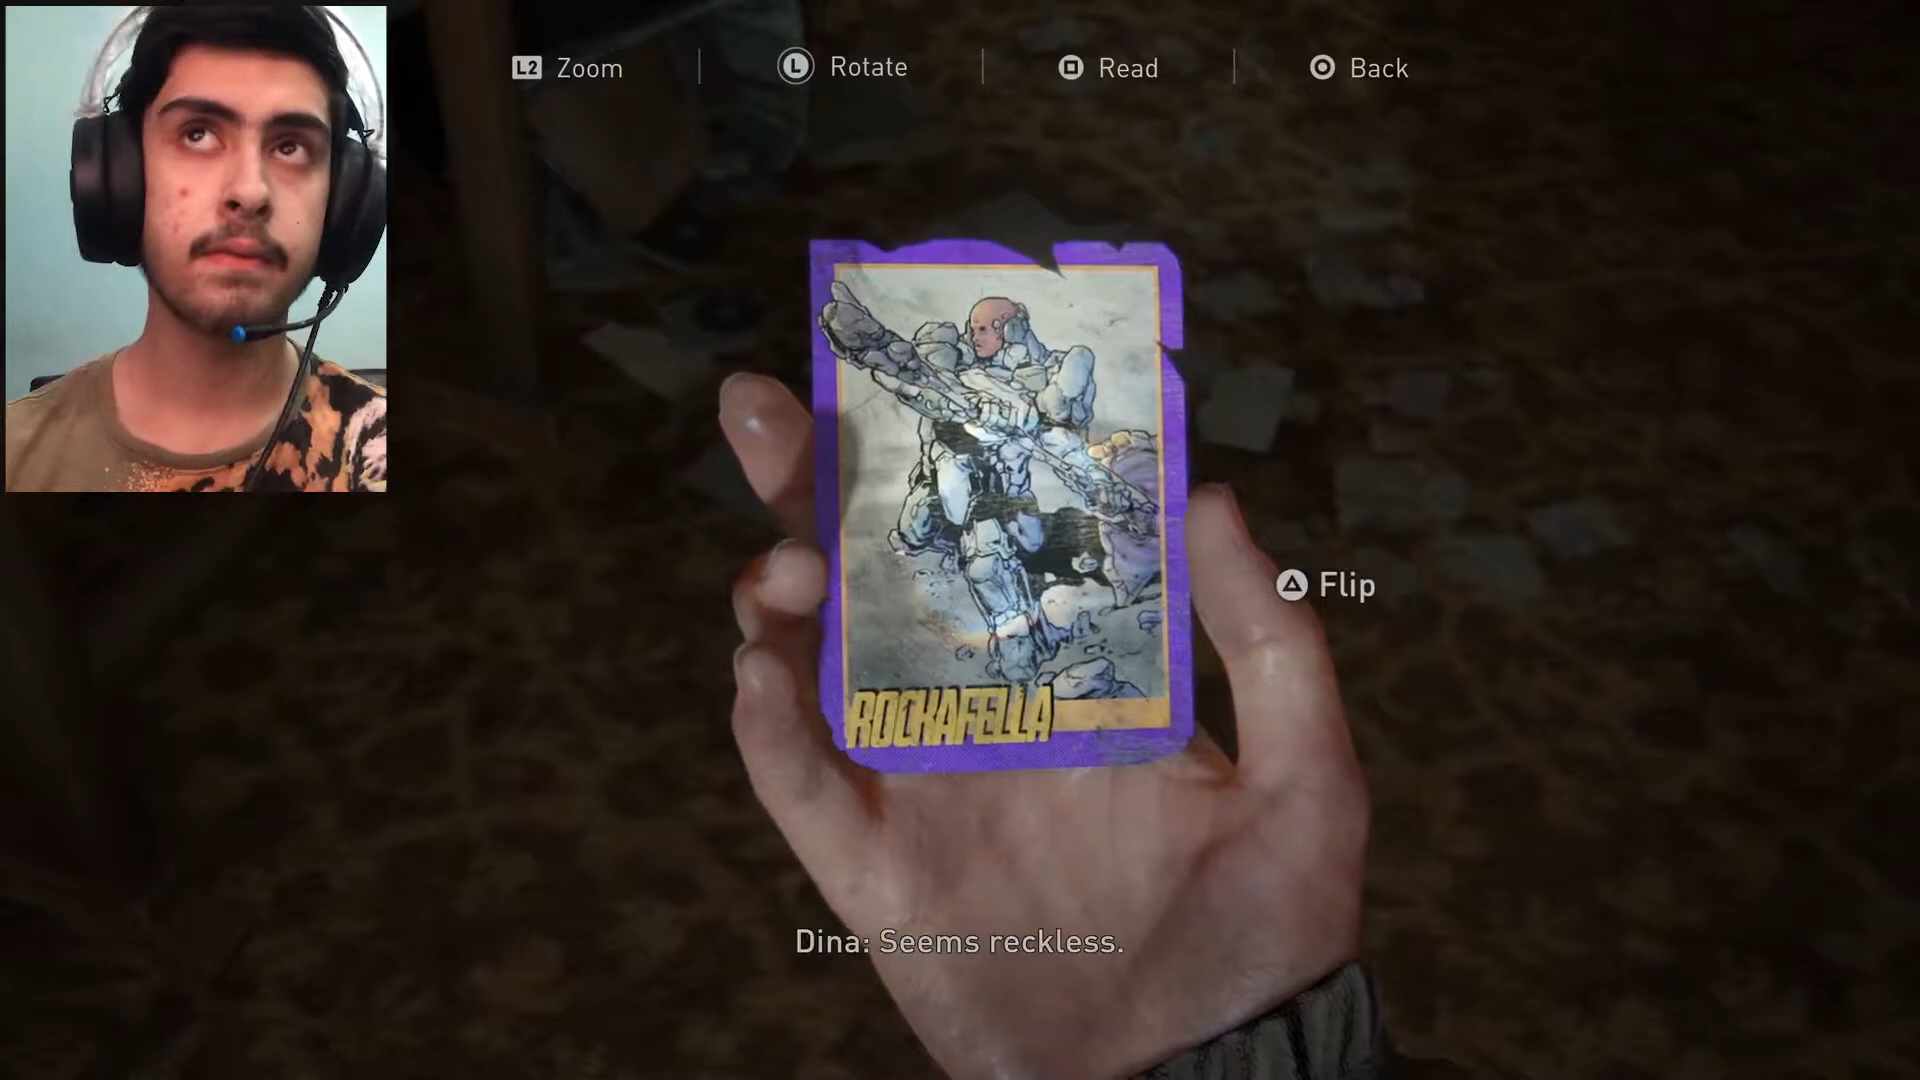 L2 Zoom
L Rotate
Read
Back
Flip
ROCKAFELLA
Dina: Seems reckless.